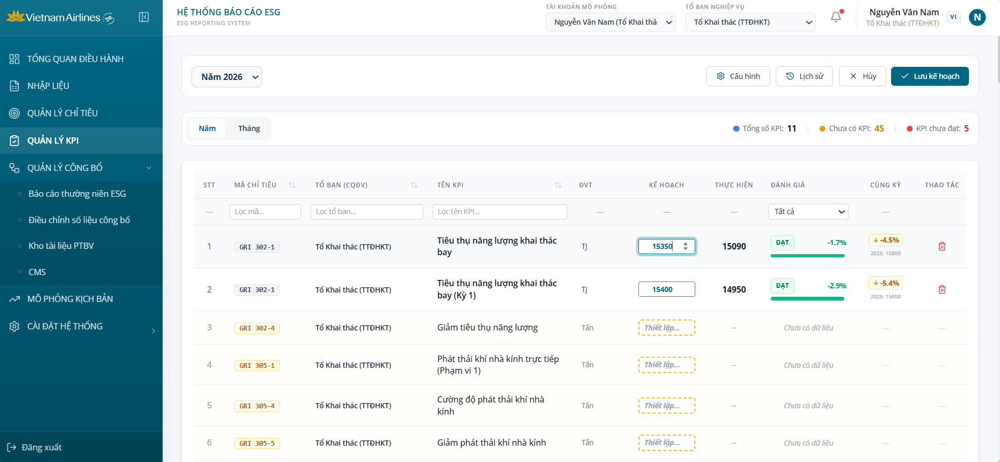 Vietnam Airlines
HỆ THỐNG BÁO CÁO ESG
ESG REPORTING SYSTEM
TÀI KHOẢN MÔ PHỎNG
Nguyễn Văn Nam (Tổ Khai thác
TỔ BAN NGHIỆP VỤ
Tổ Khai thác (TTĐHKT)
Nguyễn Văn Nam
Tổ Khai thác (TTĐHKT)
VI
N
TỔNG QUAN ĐIỀU HÀNH
NHẬP LIỆU
QUẢN LÝ CHỈ TIÊU
QUẢN LÝ KPI
QUẢN LÝ CÔNG BỐ
Báo cáo thường niên ESG
Điều chỉnh số liệu công bố
Kho tài liệu PTBV
CMS
MÔ PHỎNG KỊCH BẢN
CÀI ĐẶT HỆ THỐNG
Đăng xuất
Năm 2026
Cấu hình
Lịch sử
Hủy
Lưu kế hoạch
Năm
Tháng
Tổng số KPI: 11
Chưa có KPI: 45
KPI chưa đạt: 5
STT MÃ CHỈ TIÊU TỔ BAN (CQĐV) TÊN KPI ĐVT KẾ HOẠCH THỰC HIỆN ĐÁNH GIÁ CÙNG KỲ THAO TÁC
— Lọc mã... Lọc tổ ban... Lọc tên KPI... — — — Tất cả —
1 GRI 302-1 Tổ Khai thác (TTĐHKT) Tiêu thụ năng lượng khai thác bay TJ 15350 15090 ĐẠT -1.7% ↓ -4.5% 2025: 15800
2 GRI 302-1 Tổ Khai thác (TTĐHKT) Tiêu thụ năng lượng khai thác bay (Kỳ 1) TJ 15400 14950 ĐẠT -2.9% ↓ -5.4% 2025: 15800
3 GRI 302-4 Tổ Khai thác (TTĐHKT) Giảm tiêu thụ năng lượng Tấn Thiết lập... -- Chưa có dữ liệu — —
4 GRI 305-1 Tổ Khai thác (TTĐHKT) Phát thải khí nhà kính trực tiếp (Phạm vi 1) Tấn Thiết lập... -- Chưa có dữ liệu — —
5 GRI 305-4 Tổ Khai thác (TTĐHKT) Cường độ phát thải khí nhà kính Tấn Thiết lập... -- Chưa có dữ liệu — —
6 GRI 305-5 Tổ Khai thác (TTĐHKT) Giảm phát thải khí nhà kính Tấn Thiết lập... -- Chưa có dữ liệu — —